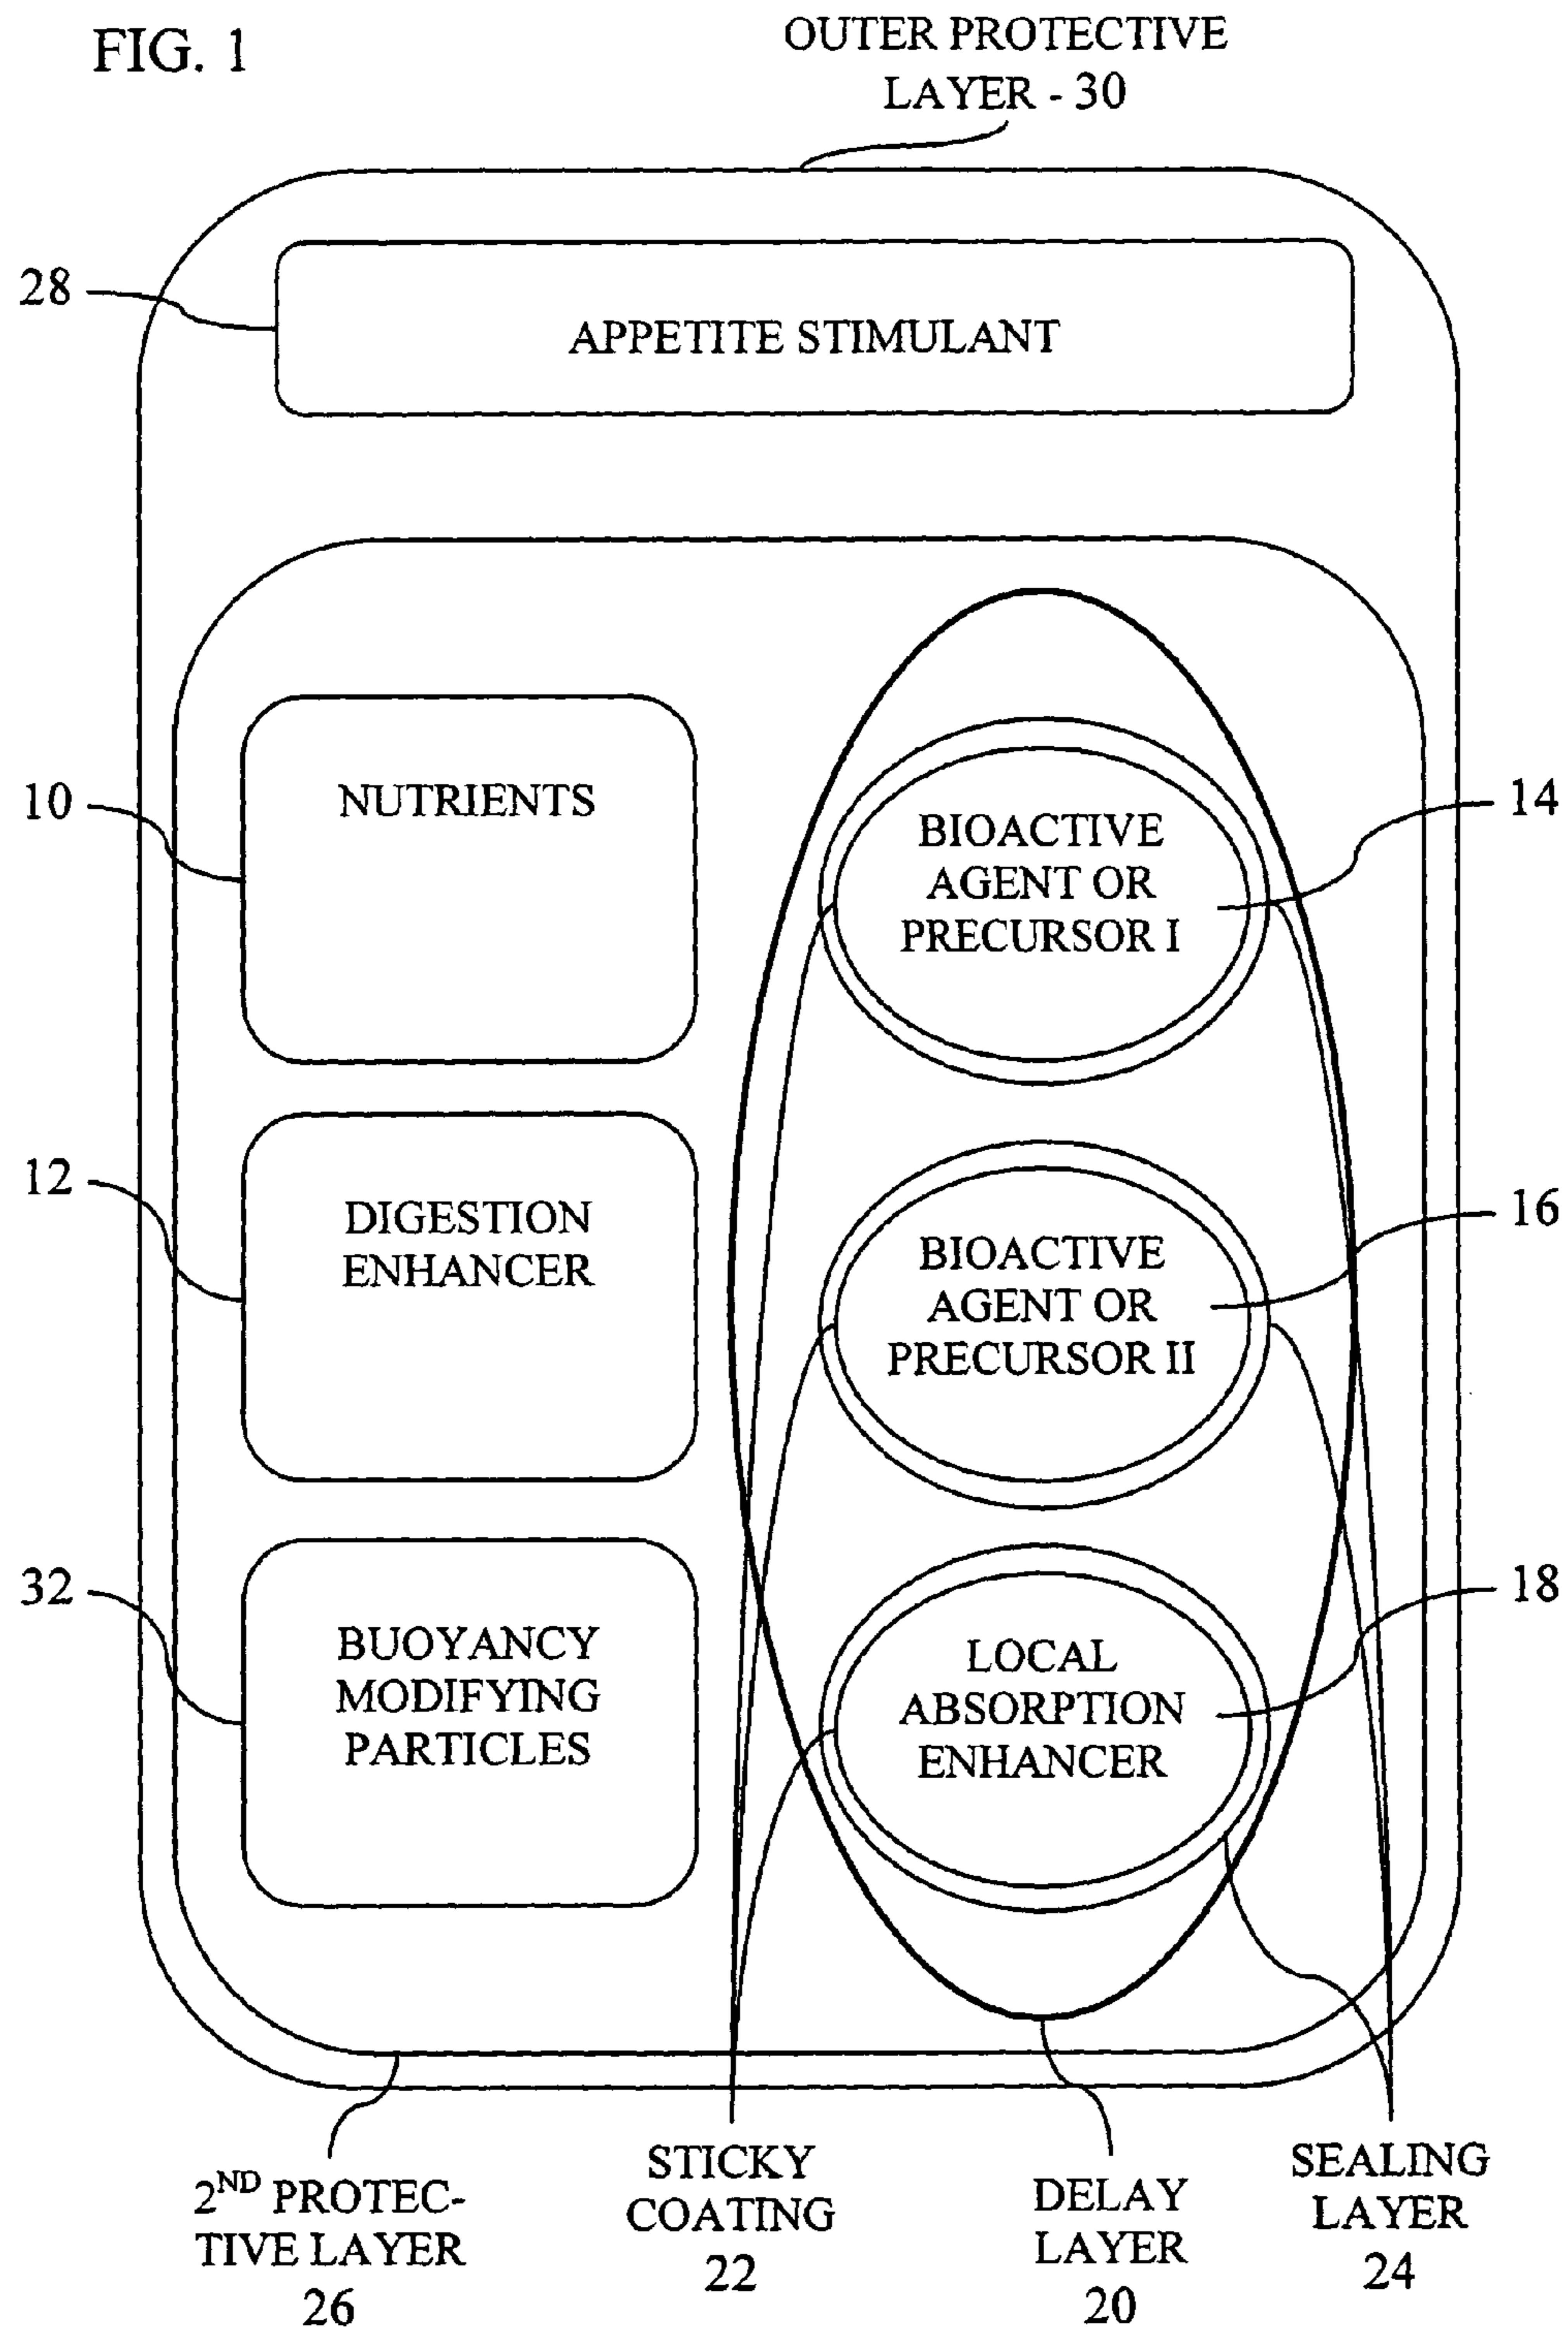 FIG. 1
OUTER PROTECTIVE
LAYER - 30
28
APPETITE STIMULANT
10
NUTRIENTS
BIOACTIVE
AGENT OR
PRECURSOR I
14
12
DIGESTION
ENHANCER
BIOACTIVE
AGENT OR
PRECURSOR II
16
32
BUOYANCY
MODIFYING
PARTICLES
LOCAL
ABSORPTION
ENHANCER
18
2ND PROTEC-
TIVE LAYER
26
STICKY
COATING
22
DELAY
LAYER
20
SEALING
LAYER
24